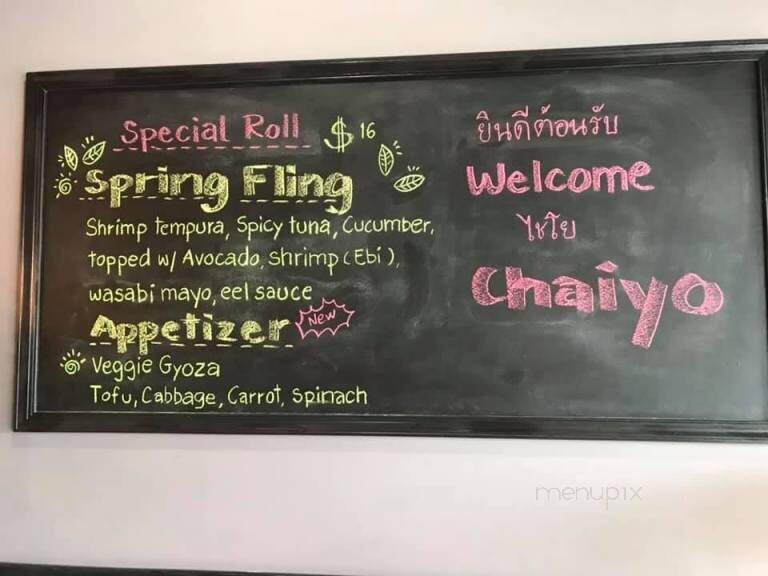 Special Roll $16
Spring Fling
Shrimp tempura, Spicy tuna, Cucumber,
topped w/ Avocado, shrimp (Ebi),
wasabi mayo, eel sauce
Appetizer New
Veggie Gyoza
Tofu, Cabbage, Carrot, Spinach
ยินดีต้อนรับ
Welcome
ไชโย
Chaiyo
menupix